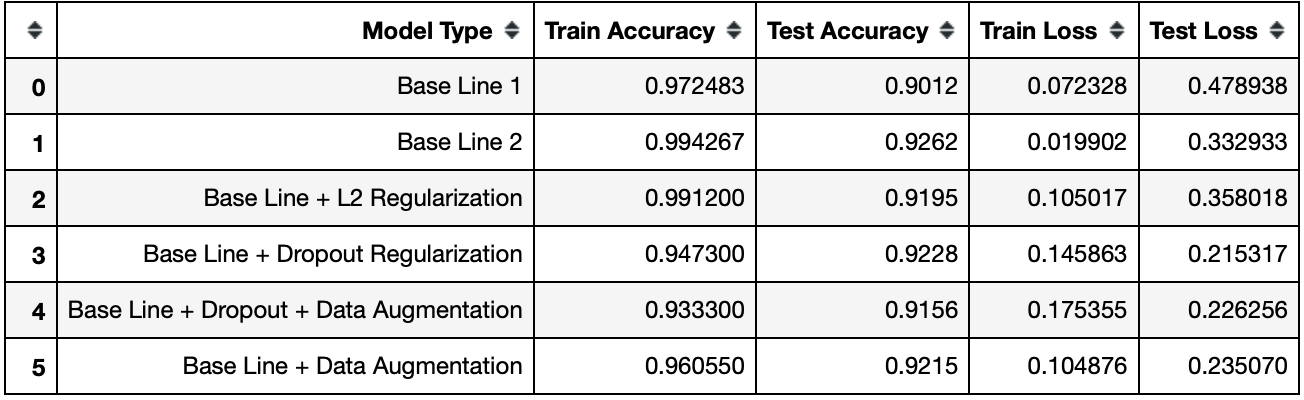 Model Type Train Accuracy Test Accuracy Train Loss Test Loss
0 Base Line 1 0.972483 0.9012 0.072328 0.478938
1 Base Line 2 0.994267 0.9262 0.019902 0.332933
2 Base Line + L2 Regularization 0.991200 0.9195 0.105017 0.358018
3 Base Line + Dropout Regularization 0.947300 0.9228 0.145863 0.215317
4 Base Line + Dropout + Data Augmentation 0.933300 0.9156 0.175355 0.226256
5 Base Line + Data Augmentation 0.960550 0.9215 0.104876 0.235070